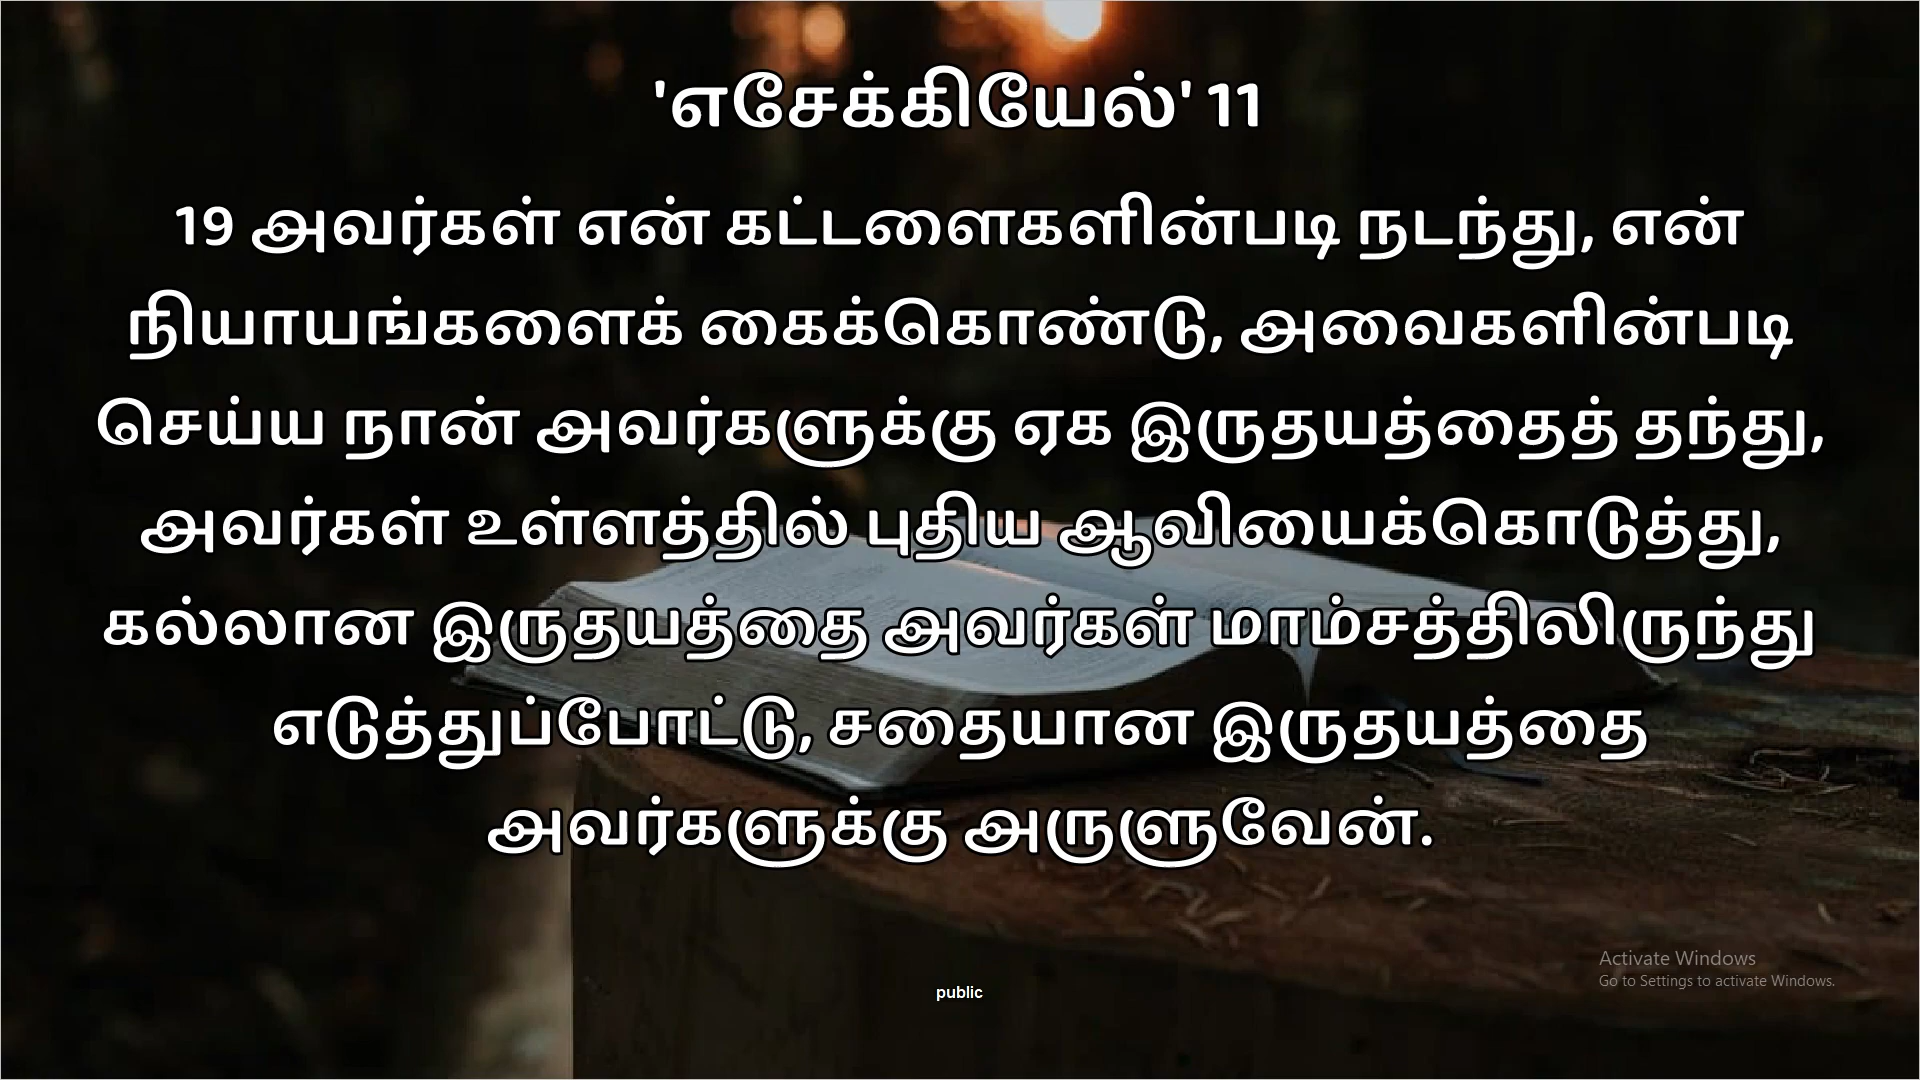 'எசேக்கியேல்' 11
19 அவர்கள் என் கட்டளைகளின்படி நடந்து, என்
நியாயங்களைக் கைக்கொண்டு, அவைகளின்படி
செய்ய நான் அவர்களுக்கு ஏக இருதயத்தைத் தந்து,
அவர்கள் உள்ளத்தில் புதிய ஆவியைக்கொடுத்து,
கல்லான இருதயத்தை அவர்கள் மாம்சத்திலிருந்து
எடுத்துப்போட்டு, சதையான இருதயத்தை
அவர்களுக்கு அருளுவேன்.
Activate Windows
Go to Settings to activate Windows.
public